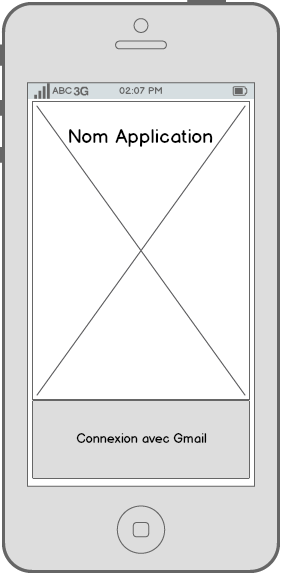 ABC 3G 02:07 PM
Nom Application
Connexion avec Gmail